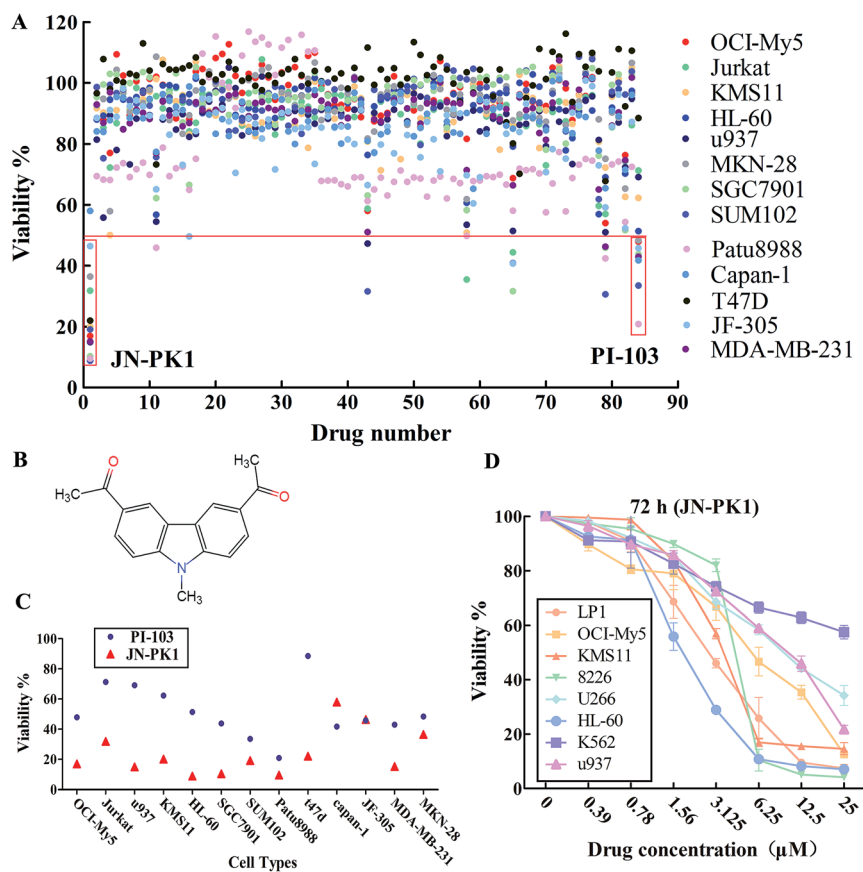 A
120
100
80
60
40
20
0
Viability %
0 10 20 30 40 50 60 70 80 90
Drug number
JN-PK1
PI-103
OCI-My5
Jurkat
KMS11
HL-60
u937
MKN-28
SGC7901
SUM102
Patu8988
Capan-1
T47D
JF-305
MDA-MB-231
B
O
H₃C
CH₃
O
N
CH₃
C
100
80
60
40
20
0
Viability %
PI-103
JN-PK1
OCI-My5
Jurkat
u937
KMS11
HL-60
SGC7901
SUM102
Patu8988
t47d
capan-1
JF-305
MDA-MB-231
MKN-28
Cell Types
D
72 h (JN-PK1)
100
80
60
40
20
0
Viability %
LP1
OCI-My5
KMS11
8226
U266
HL-60
K562
u937
0 0.39 0.78 1.56 3.125 6.25 12.5 25
Drug concentration（μM）